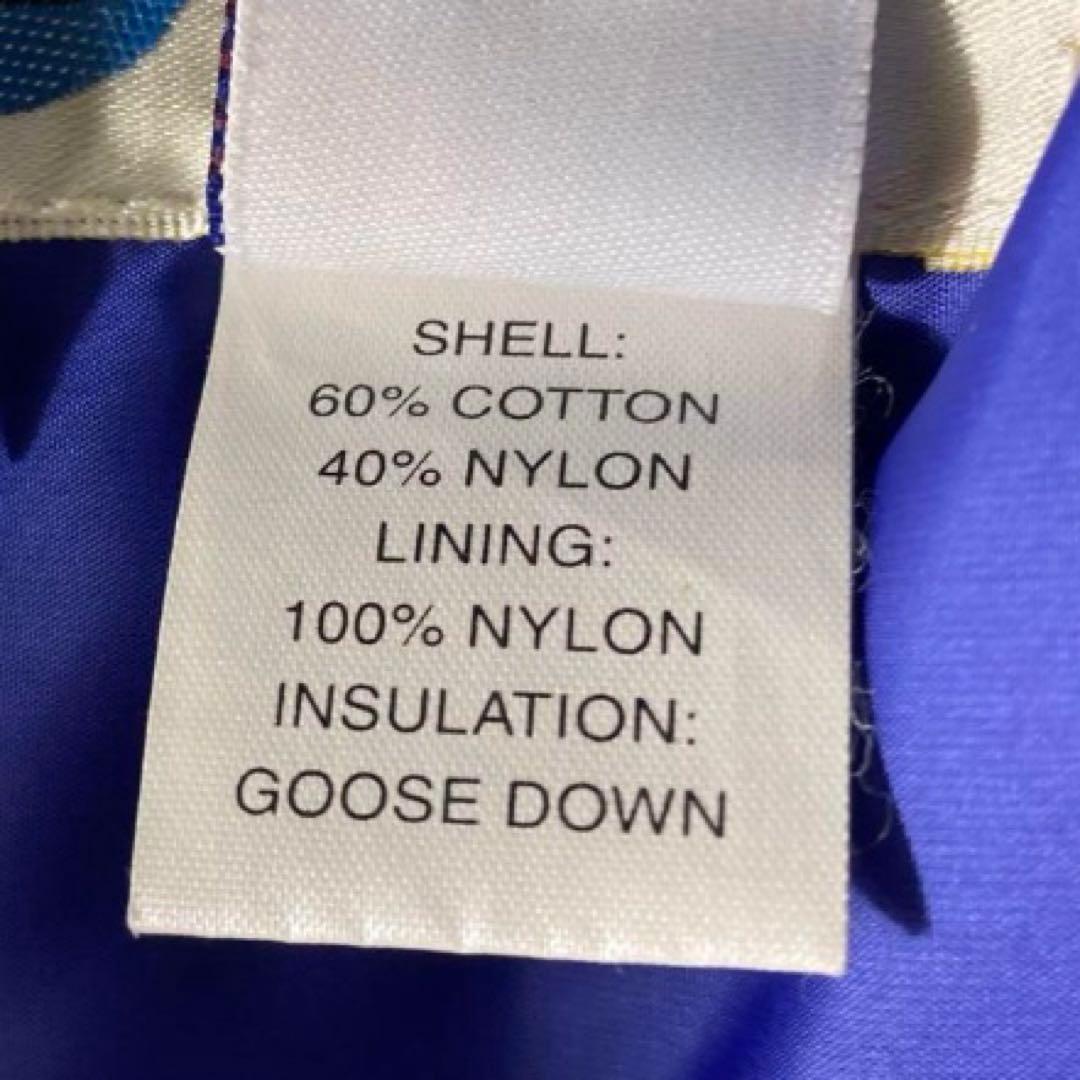 SHELL:
60% COTTON
40% NYLON
LINING:
100% NYLON
INSULATION:
GOOSE DOWN